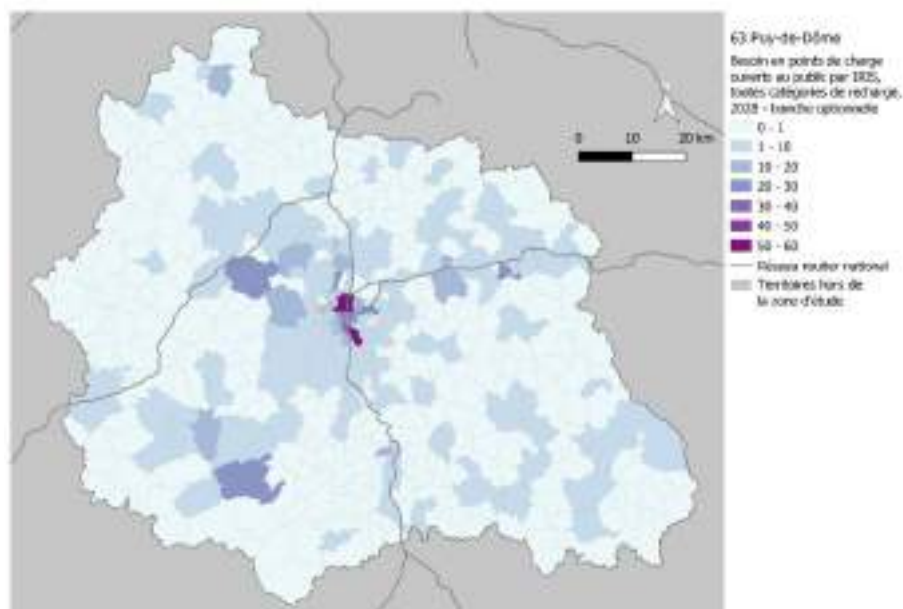 63 Puy-de-Dôme
Besoin en points de charge
ouverts au public par IRIS,
toutes catégories de recharge,
2028 - tranche optionnelle
0 - 1
1 - 10
10 - 20
20 - 30
30 - 40
40 - 50
50 - 60
Réseau routier national
Territoires hors de
la zone d'étude
0 10 20 km